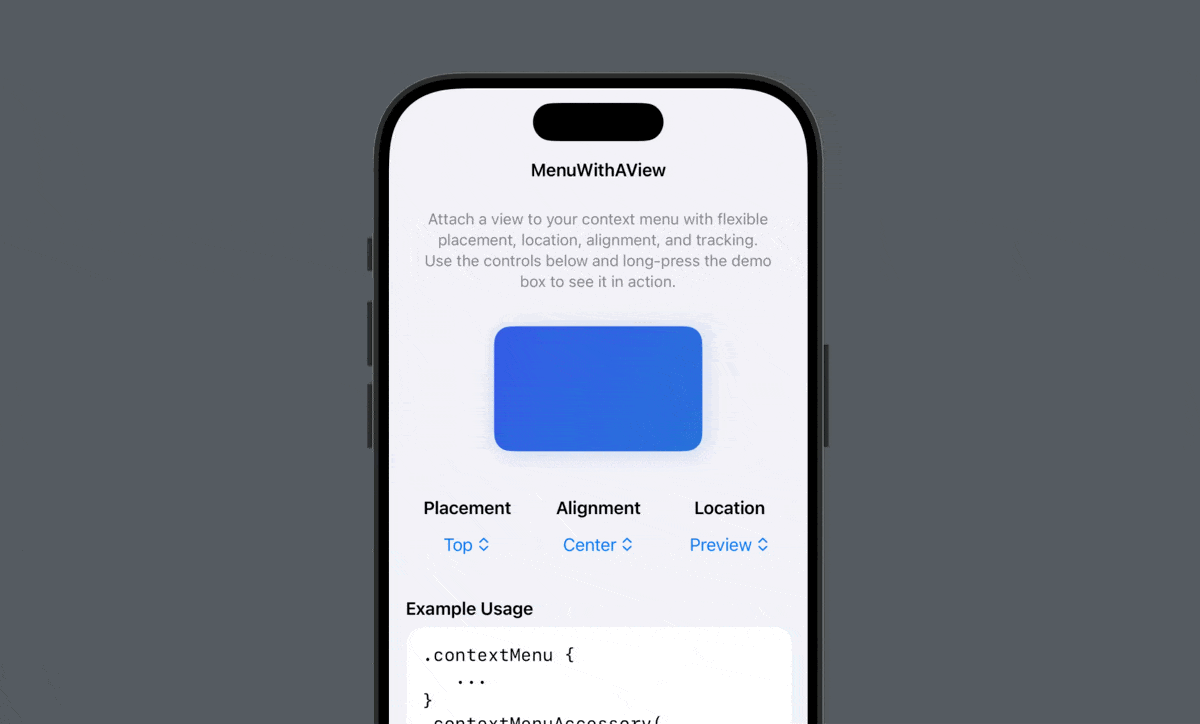 MenuWithAView
Attach a view to your context menu with flexible
placement, location, alignment, and tracking.
Use the controls below and long-press the demo
box to see it in action.
Placement Alignment Location
Top Center Preview
Example Usage
.contextMenu {
...
}
.contextMenuAccessory(